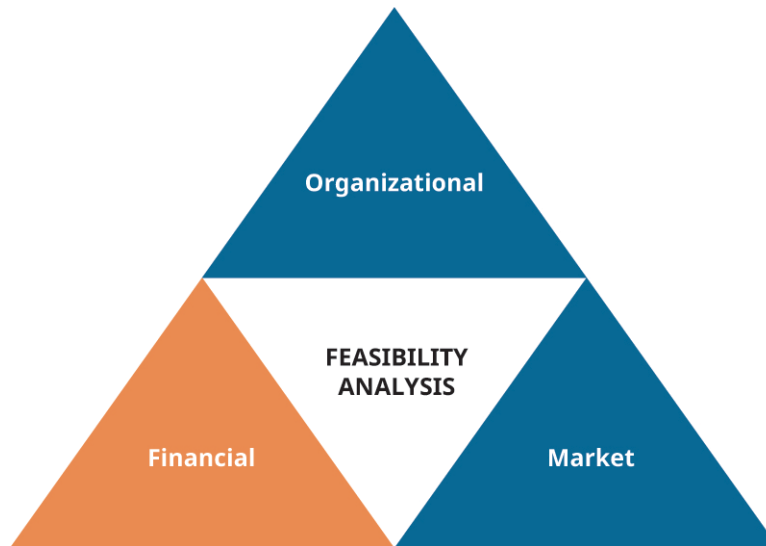 Organizational
FEASIBILITY
ANALYSIS
Financial
Market